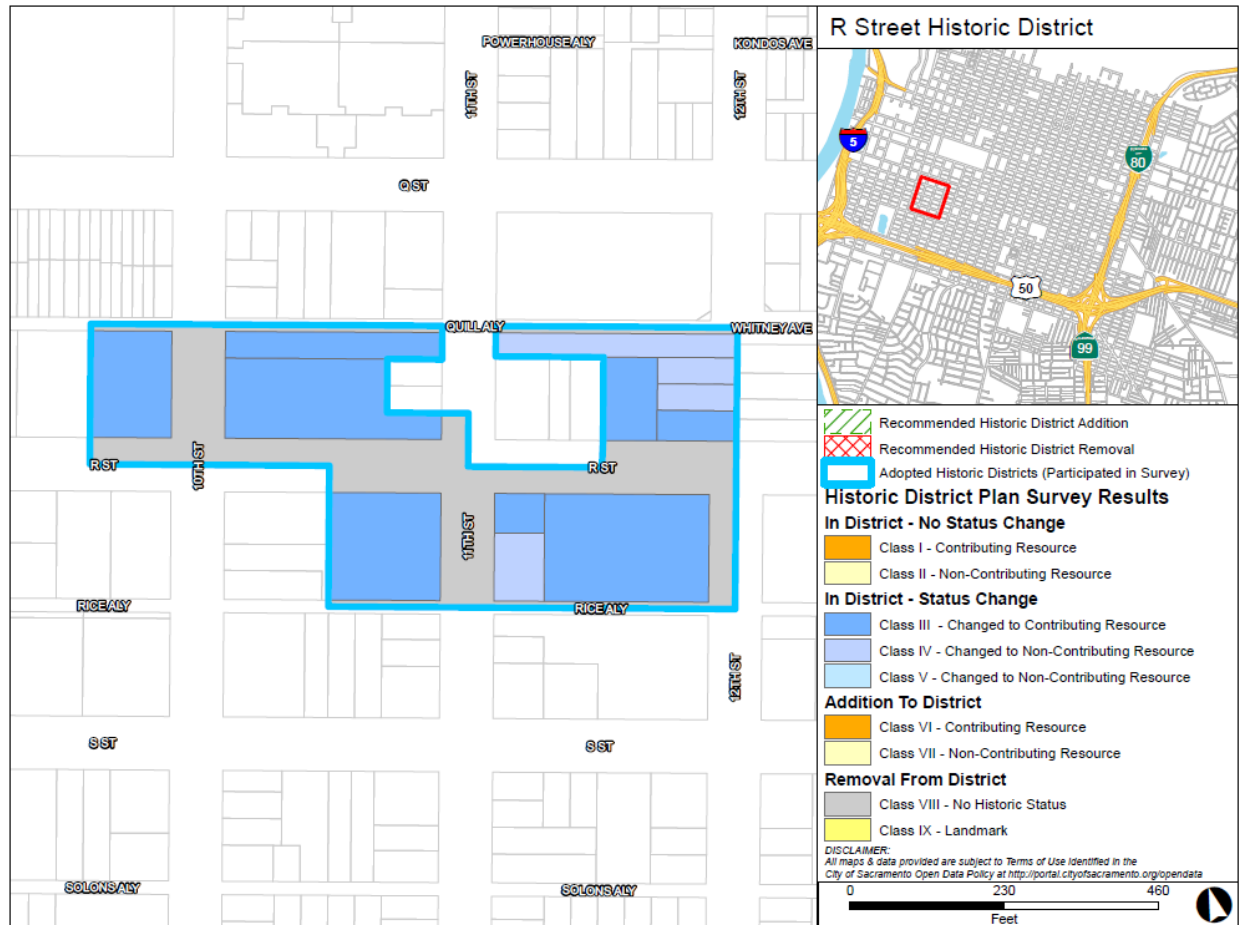 POWERHOUSE ALY
KONDOS AVE
11TH ST
12TH ST
Q ST
QUILL ALY
WHITNEY AVE
R ST
10TH ST
R ST
11TH ST
RICE ALY
RICE ALY
12TH ST
S ST
S ST
SOLONS ALY
SOLONS ALY
R Street Historic District
5
80
50
99
Recommended Historic District Addition
Recommended Historic District Removal
Adopted Historic Districts (Participated in Survey)
Historic District Plan Survey Results
In District - No Status Change
Class I - Contributing Resource
Class II - Non-Contributing Resource
In District - Status Change
Class III - Changed to Contributing Resource
Class IV - Changed to Non-Contributing Resource
Class V - Changed to Non-Contributing Resource
Addition To District
Class VI - Contributing Resource
Class VII - Non-Contributing Resource
Removal From District
Class VIII - No Historic Status
Class IX - Landmark
DISCLAIMER:
All maps & data provided are subject to Terms of Use identified in the
City of Sacramento Open Data Policy at http://portal.cityofsacramento.org/opendata
0 230 460
Feet